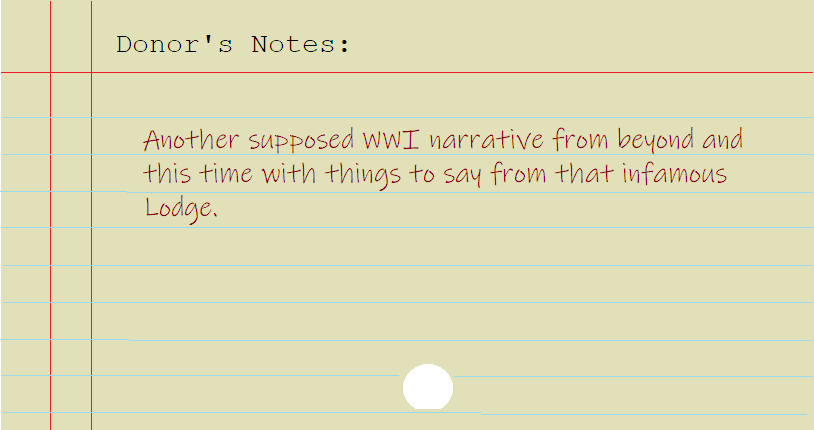 Donor's Notes:
Another supposed WWI narrative from beyond and
this time with things to say from that infamous
Lodge.